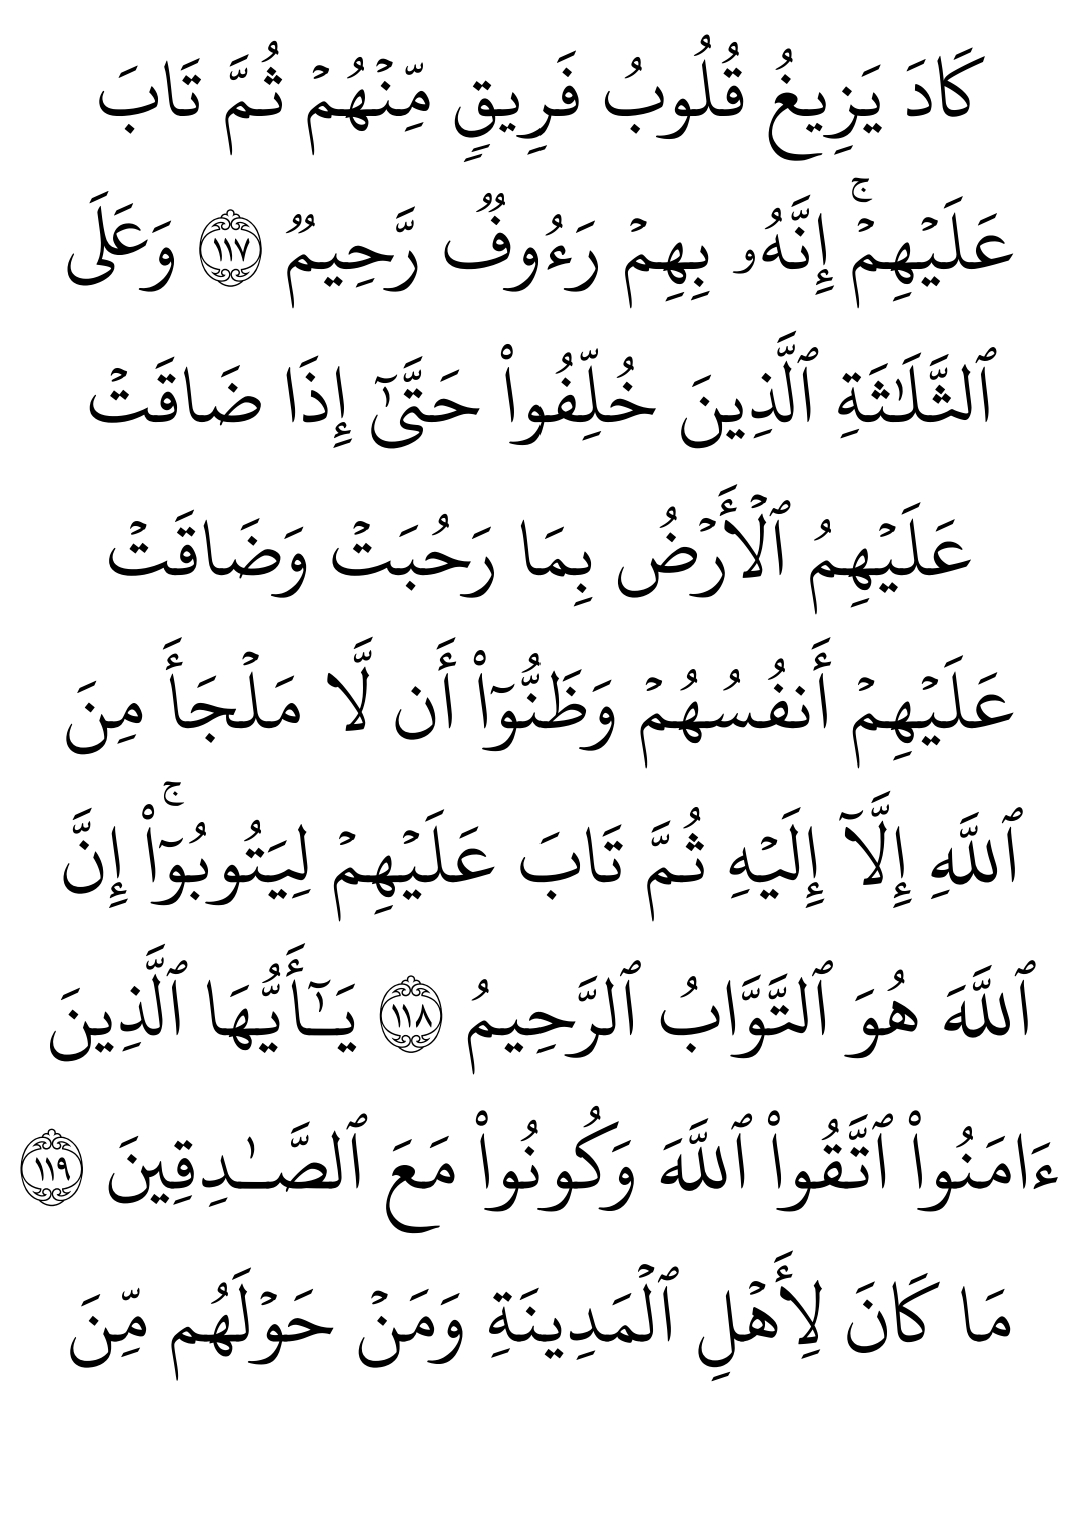 كَادَ يَزِيغُ قُلُوبُ فَرِيقٖ مِّنۡهُمۡ ثُمَّ تَابَ
عَلَيۡهِمۡۚ إِنَّهُۥ بِهِمۡ رَءُوفٞ رَّحِيمٞ ١١٧ وَعَلَى
ٱلثَّلَٰثَةِ ٱلَّذِينَ خُلِّفُواْ حَتَّىٰٓ إِذَا ضَاقَتۡ
عَلَيۡهِمُ ٱلۡأَرۡضُ بِمَا رَحُبَتۡ وَضَاقَتۡ
عَلَيۡهِمۡ أَنفُسُهُمۡ وَظَنُّوٓاْ أَن لَّا مَلۡجَأَ مِنَ
ٱللَّهِ إِلَّآ إِلَيۡهِ ثُمَّ تَابَ عَلَيۡهِمۡ لِيَتُوبُوٓاْۚ إِنَّ
ٱللَّهَ هُوَ ٱلتَّوَّابُ ٱلرَّحِيمُ ١١٨ يَـٰٓأَيُّهَا ٱلَّذِينَ
ءَامَنُواْ ٱتَّقُواْ ٱللَّهَ وَكُونُواْ مَعَ ٱلصَّـٰدِقِينَ ١١٩
مَا كَانَ لِأَهۡلِ ٱلۡمَدِينَةِ وَمَنۡ حَوۡلَهُم مِّنَ